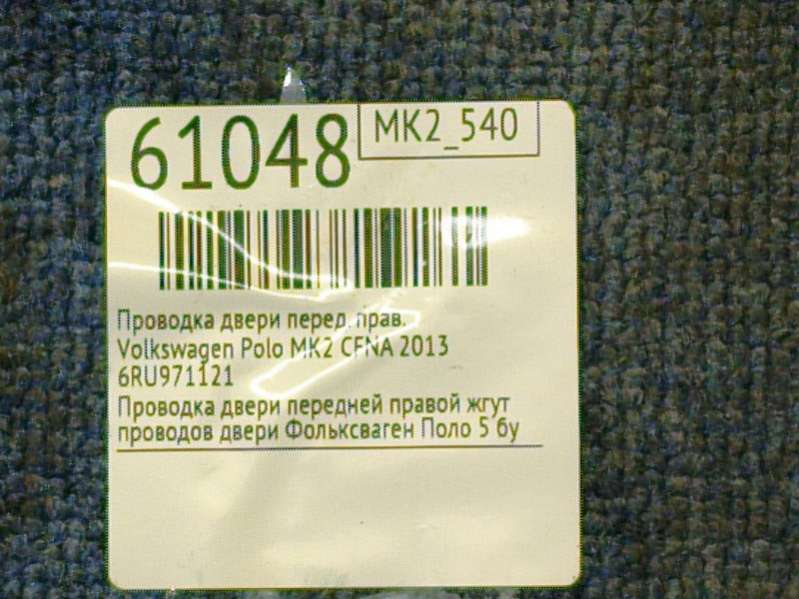 61048
MK2_540
Проводка двери перед. прав.
Volkswagen Polo MK2 CFNA 2013
6RU971121
Проводка двери передней правой жгут
проводов двери Фольксваген Поло 5 бу